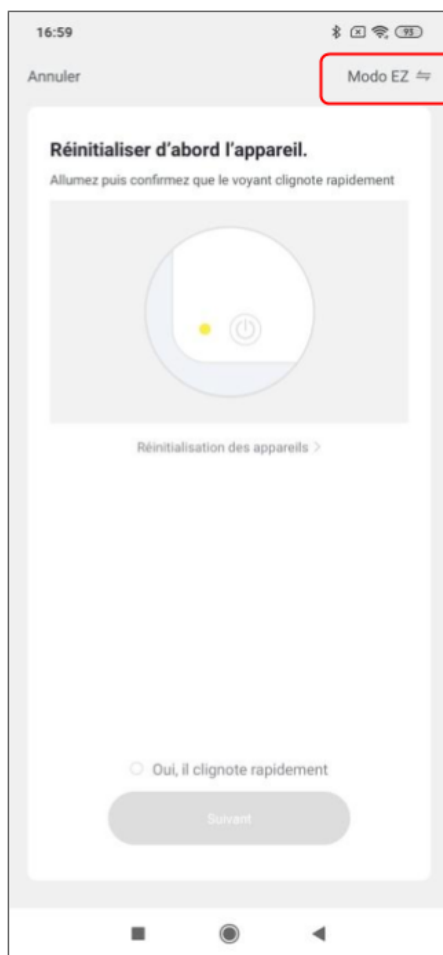 16:59
93
Annuler
Modo EZ
Réinitialiser d'abord l'appareil.
Allumez puis confirmez que le voyant clignote rapidement
Réinitialisation des appareils >
Oui, il clignote rapidement
Suivant